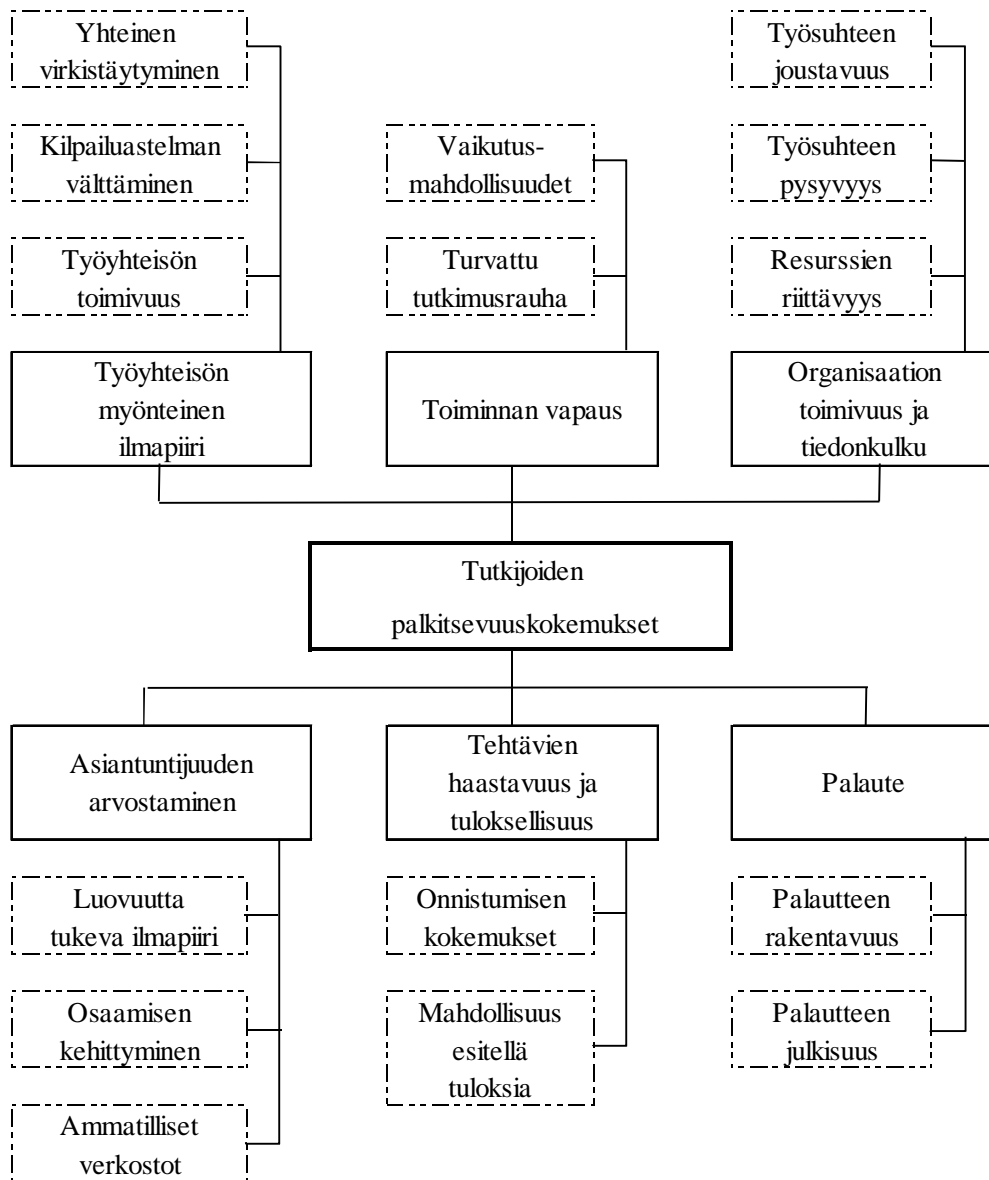 Yhteinen
virkistäytyminen
Työsuhteen
joustavuus
Kilpailuastelman
välttäminen
Vaikutus-
mahdollisuudet
Työsuhteen
pysyvyys
Työyhteisön
toimivuus
Turvattu
tutkimusrauha
Resurssien
riittävyys
Työyhteisön
myönteinen
ilmapiiri
Toiminnan vapaus
Organisaation
toimivuus ja
tiedonkulku
Tutkijoiden
palkitsevuuskokemukset
Asiantuntijuuden
arvostaminen
Tehtävien
haastavuus ja
tuloksellisuus
Palaute
Luovuutta
tukeva ilmapiiri
Onnistumisen
kokemukset
Palautteen
rakentavuus
Osaamisen
kehittyminen
Mahdollisuus
esitellä
tuloksia
Palautteen
julkisuus
Ammatilliset
verkostot